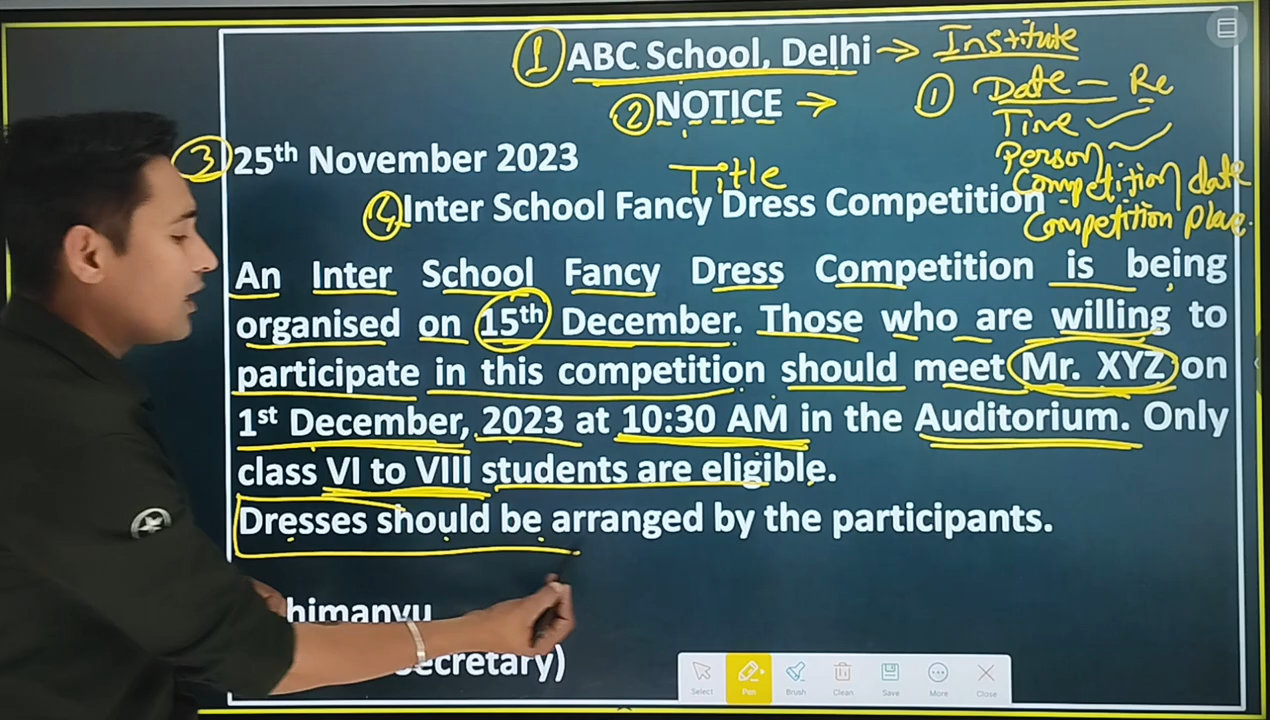 ① ABC School, Delhi → Institute
② NOTICE → ① Date - Re
Time
Person
③ 25th November 2023
Title
Competition date
④ Inter School Fancy Dress Competition
Competition Place
An Inter School Fancy Dress Competition is being
organised on 15th December. Those who are willing to
participate in this competition should meet Mr. XYZ on
1st December, 2023 at 10:30 AM in the Auditorium. Only
class VI to VIII students are eligible.
Dresses should be arranged by the participants.
himanyu
ecretary)
Select Pen Brush Clean Save More Close